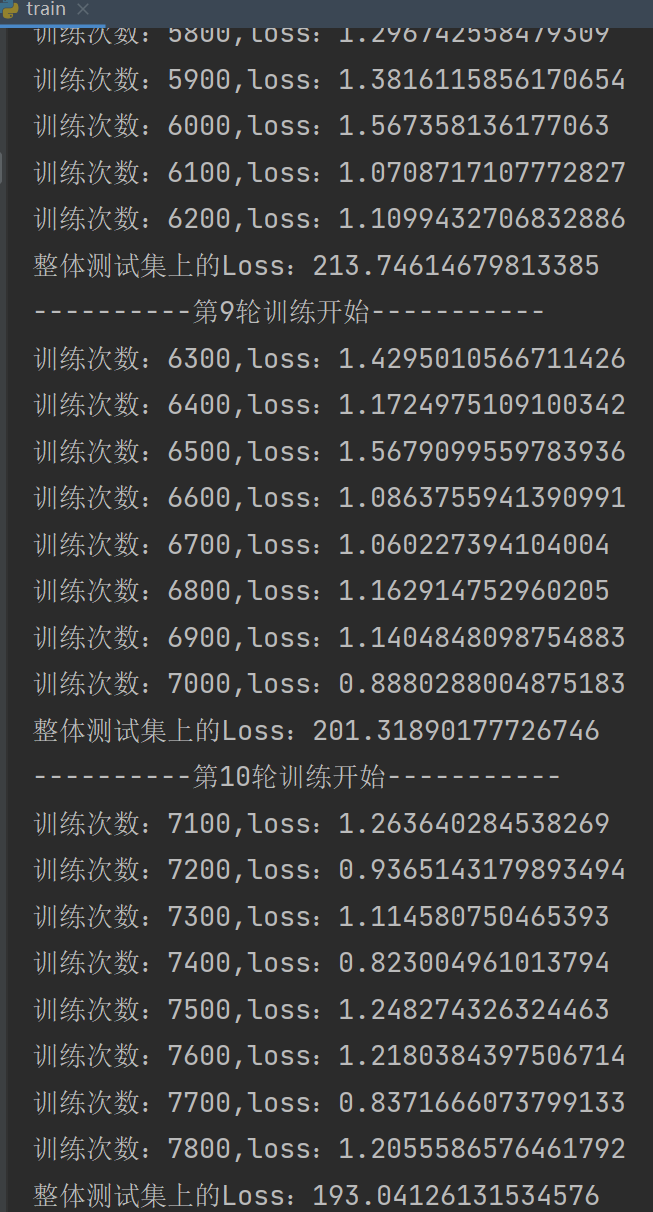 train
训练次数：5800,loss：1.296742558479309
训练次数：5900,loss：1.3816115856170654
训练次数：6000,loss：1.567358136177063
训练次数：6100,loss：1.0708717107772827
训练次数：6200,loss：1.1099432706832886
整体测试集上的Loss：213.74614679813385
----------第9轮训练开始-----------
训练次数：6300,loss：1.4295010566711426
训练次数：6400,loss：1.1724975109100342
训练次数：6500,loss：1.5679099559783936
训练次数：6600,loss：1.0863755941390991
训练次数：6700,loss：1.060227394104004
训练次数：6800,loss：1.162914752960205
训练次数：6900,loss：1.1404848098754883
训练次数：7000,loss：0.8880288004875183
整体测试集上的Loss：201.31890177726746
----------第10轮训练开始-----------
训练次数：7100,loss：1.263640284538269
训练次数：7200,loss：0.9365143179893494
训练次数：7300,loss：1.114580750465393
训练次数：7400,loss：0.823004961013794
训练次数：7500,loss：1.248274326324463
训练次数：7600,loss：1.2180384397506714
训练次数：7700,loss：0.8371666073799133
训练次数：7800,loss：1.2055586576461792
整体测试集上的Loss：193.04126131534576